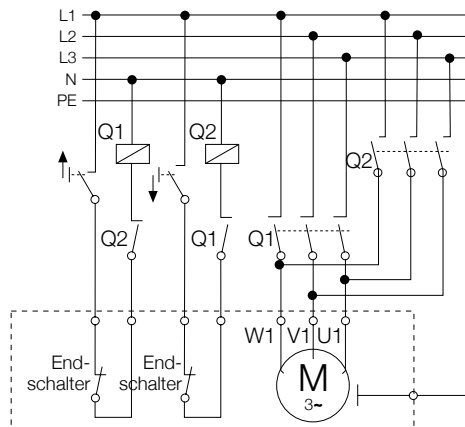 L1
L2
L3
N
PE
Q1
Q2
Q2
Q2
Q1
Q1
W1 V1 U1
End-
schalter
End-
schalter
M
3~